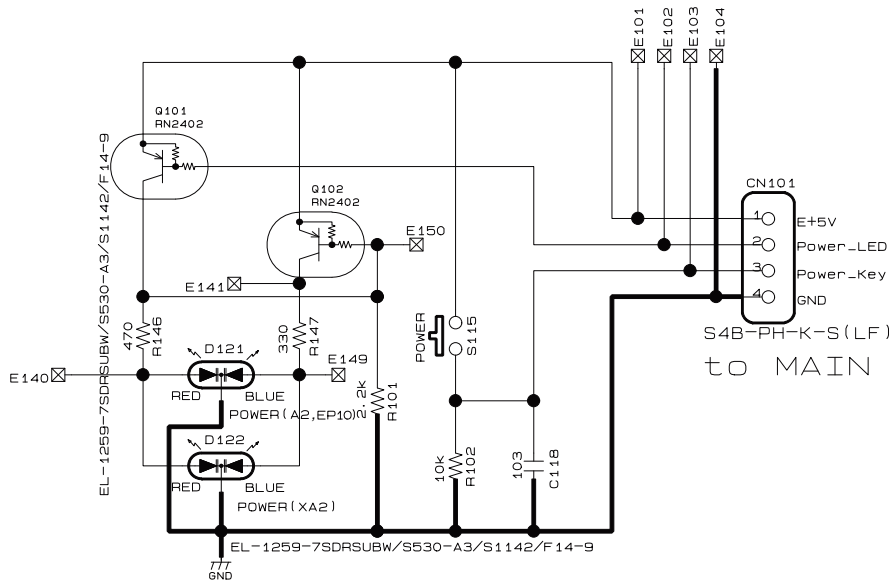 E101
E102
E103
E104
Q101
RN2402
EL-1259-7SDRSUBW/S530-A3/S1142/F14-9
Q102
RN2402
CN101
E150
1
E+5V
2
Power_LED
3
Power_Key
4
GND
E141
470
R146
330
R147
POWER
S115
S4B-PH-K-S(LF)
to MAIN
D121
E140
E149
RED
BLUE
POWER(A2,EP10)
2.2k
R101
D122
RED
BLUE
POWER(XA2)
10k
R102
103
C118
EL-1259-7SDRSUBW/S530-A3/S1142/F14-9
GND